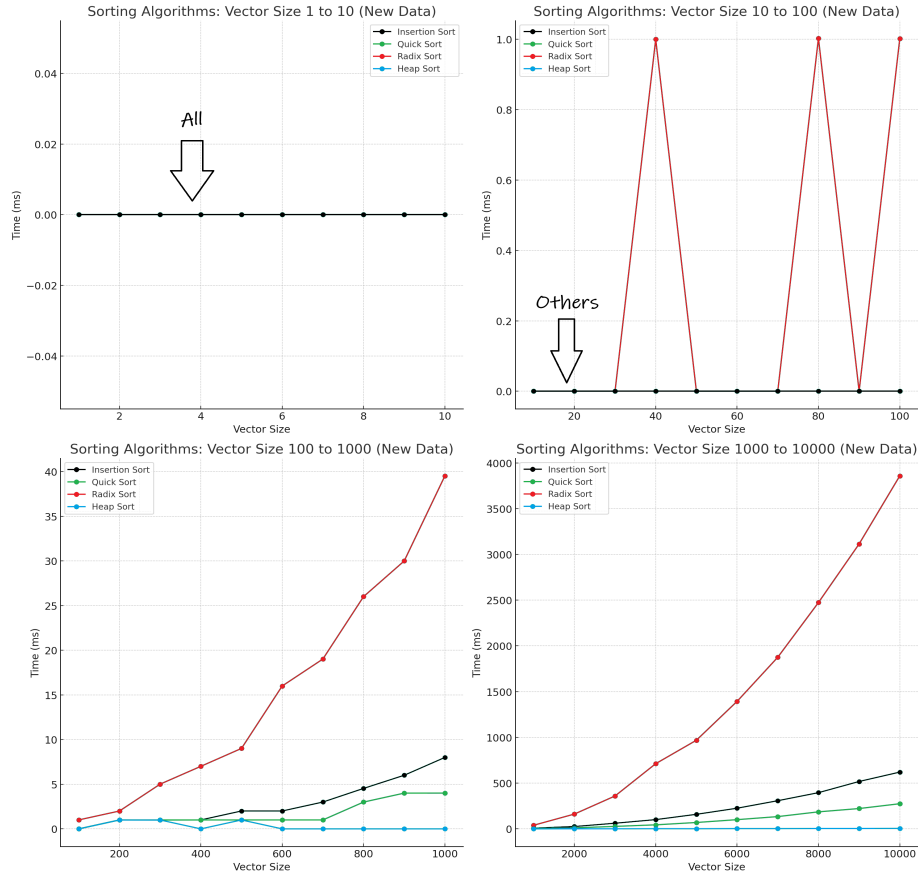 Sorting Algorithms: Vector Size 1 to 10 (New Data)
Insertion Sort
Quick Sort
Radix Sort
Heap Sort
All
Time (ms)
0.04
0.02
0.00
−0.02
−0.04
2
4
6
8
10
Vector Size
Sorting Algorithms: Vector Size 10 to 100 (New Data)
Insertion Sort
Quick Sort
Radix Sort
Heap Sort
Others
Time (ms)
1.0
0.8
0.6
0.4
0.2
0.0
20
40
60
80
100
Vector Size
Sorting Algorithms: Vector Size 100 to 1000 (New Data)
Insertion Sort
Quick Sort
Radix Sort
Heap Sort
Time (ms)
40
35
30
25
20
15
10
5
0
200
400
600
800
1000
Vector Size
Sorting Algorithms: Vector Size 1000 to 10000 (New Data)
Insertion Sort
Quick Sort
Radix Sort
Heap Sort
Time (ms)
4000
3500
3000
2500
2000
1500
1000
500
0
2000
4000
6000
8000
10000
Vector Size